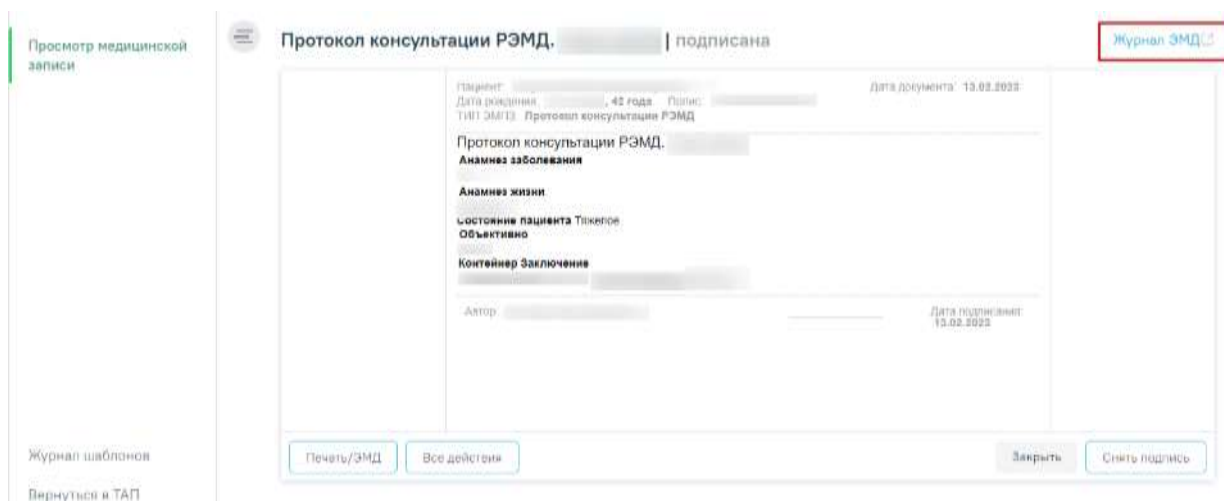 Просмотр медицинской
записи
Протокол консультации РЭМД. | подписана
Журнал ЭМД
Пациент: Дата документа: 13.02.2023
Дата рождения: , 42 года Полис:
ТИП ЭМПЗ: Протокол консультации РЭМД
Протокол консультации РЭМД.
Анамнез заболевания
Анамнез жизни
Состояние пациента Тяжелое
Объективно
Контейнер Заключение
Автор: Дата подписания:
13.02.2023
Печать/ЭМД Все действия Закрыть Снять подпись
Журнал шаблонов
Вернуться в ТАП